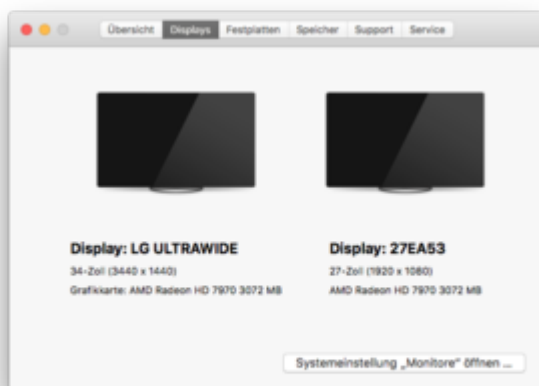 Übersicht Displays Festplatten Speicher Support Service
Display: LG ULTRAWIDE
34-Zoll (3440 x 1440)
Grafikkarte: AMD Radeon HD 7970 3072 MB
Display: 27EA53
27-Zoll (1920 x 1080)
AMD Radeon HD 7970 3072 MB
Systemeinstellung „Monitore“ öffnen ...